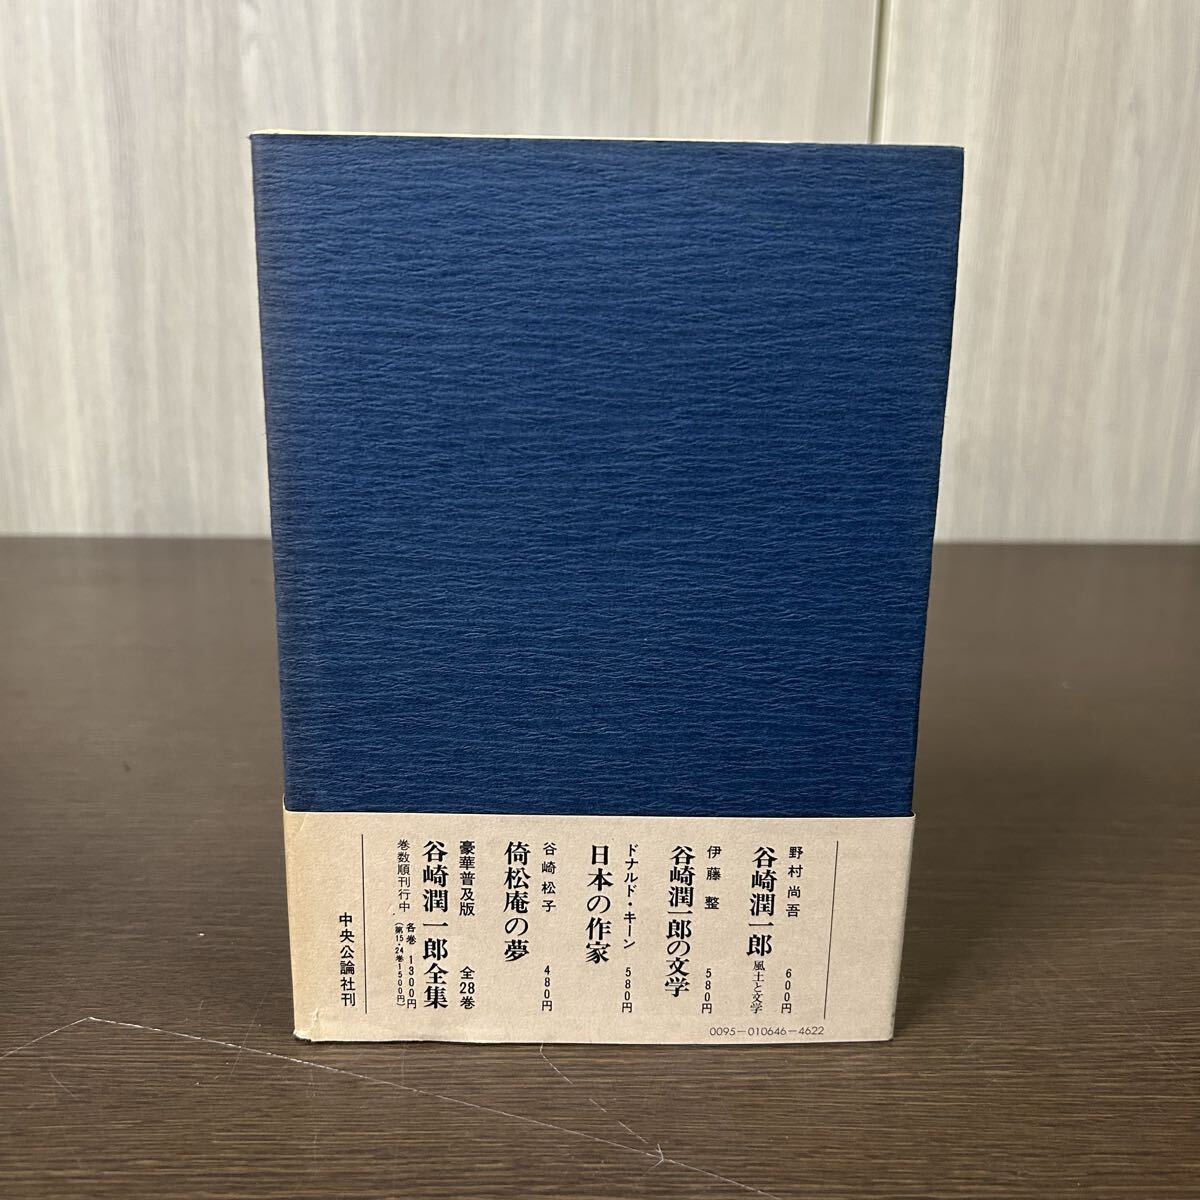 野村尚吾
谷崎潤一郎 風土と文学 600円
伊藤整
谷崎潤一郎の文学 580円
ドナルド・キーン
日本の作家 580円
谷崎松子
倚松庵の夢 480円
豪華普及版 全28巻
谷崎潤一郎全集
巻数順刊行中 各巻1300円
(第15・24巻1500円)
中央公論社刊
0095-010646-4622